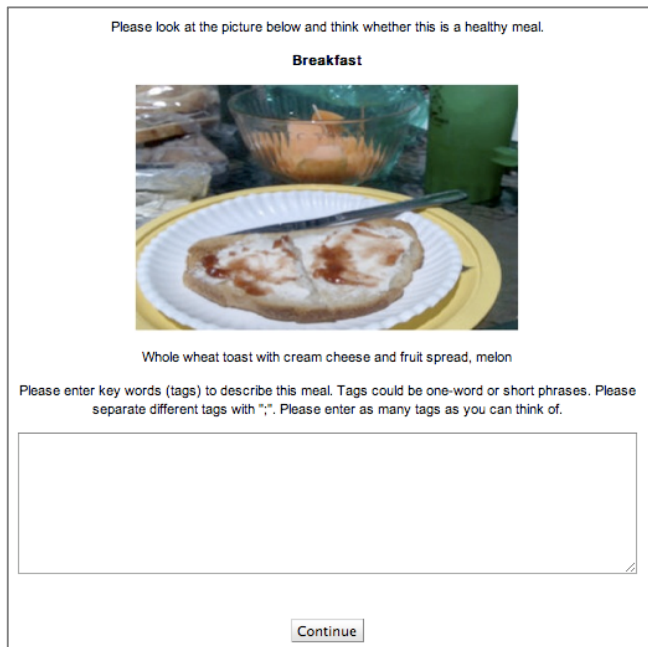 Please look at the picture below and think whether this is a healthy meal.
Breakfast
Whole wheat toast with cream cheese and fruit spread, melon
Please enter key words (tags) to describe this meal. Tags could be one-word or short phrases. Please
separate different tags with ";". Please enter as many tags as you can think of.
Continue